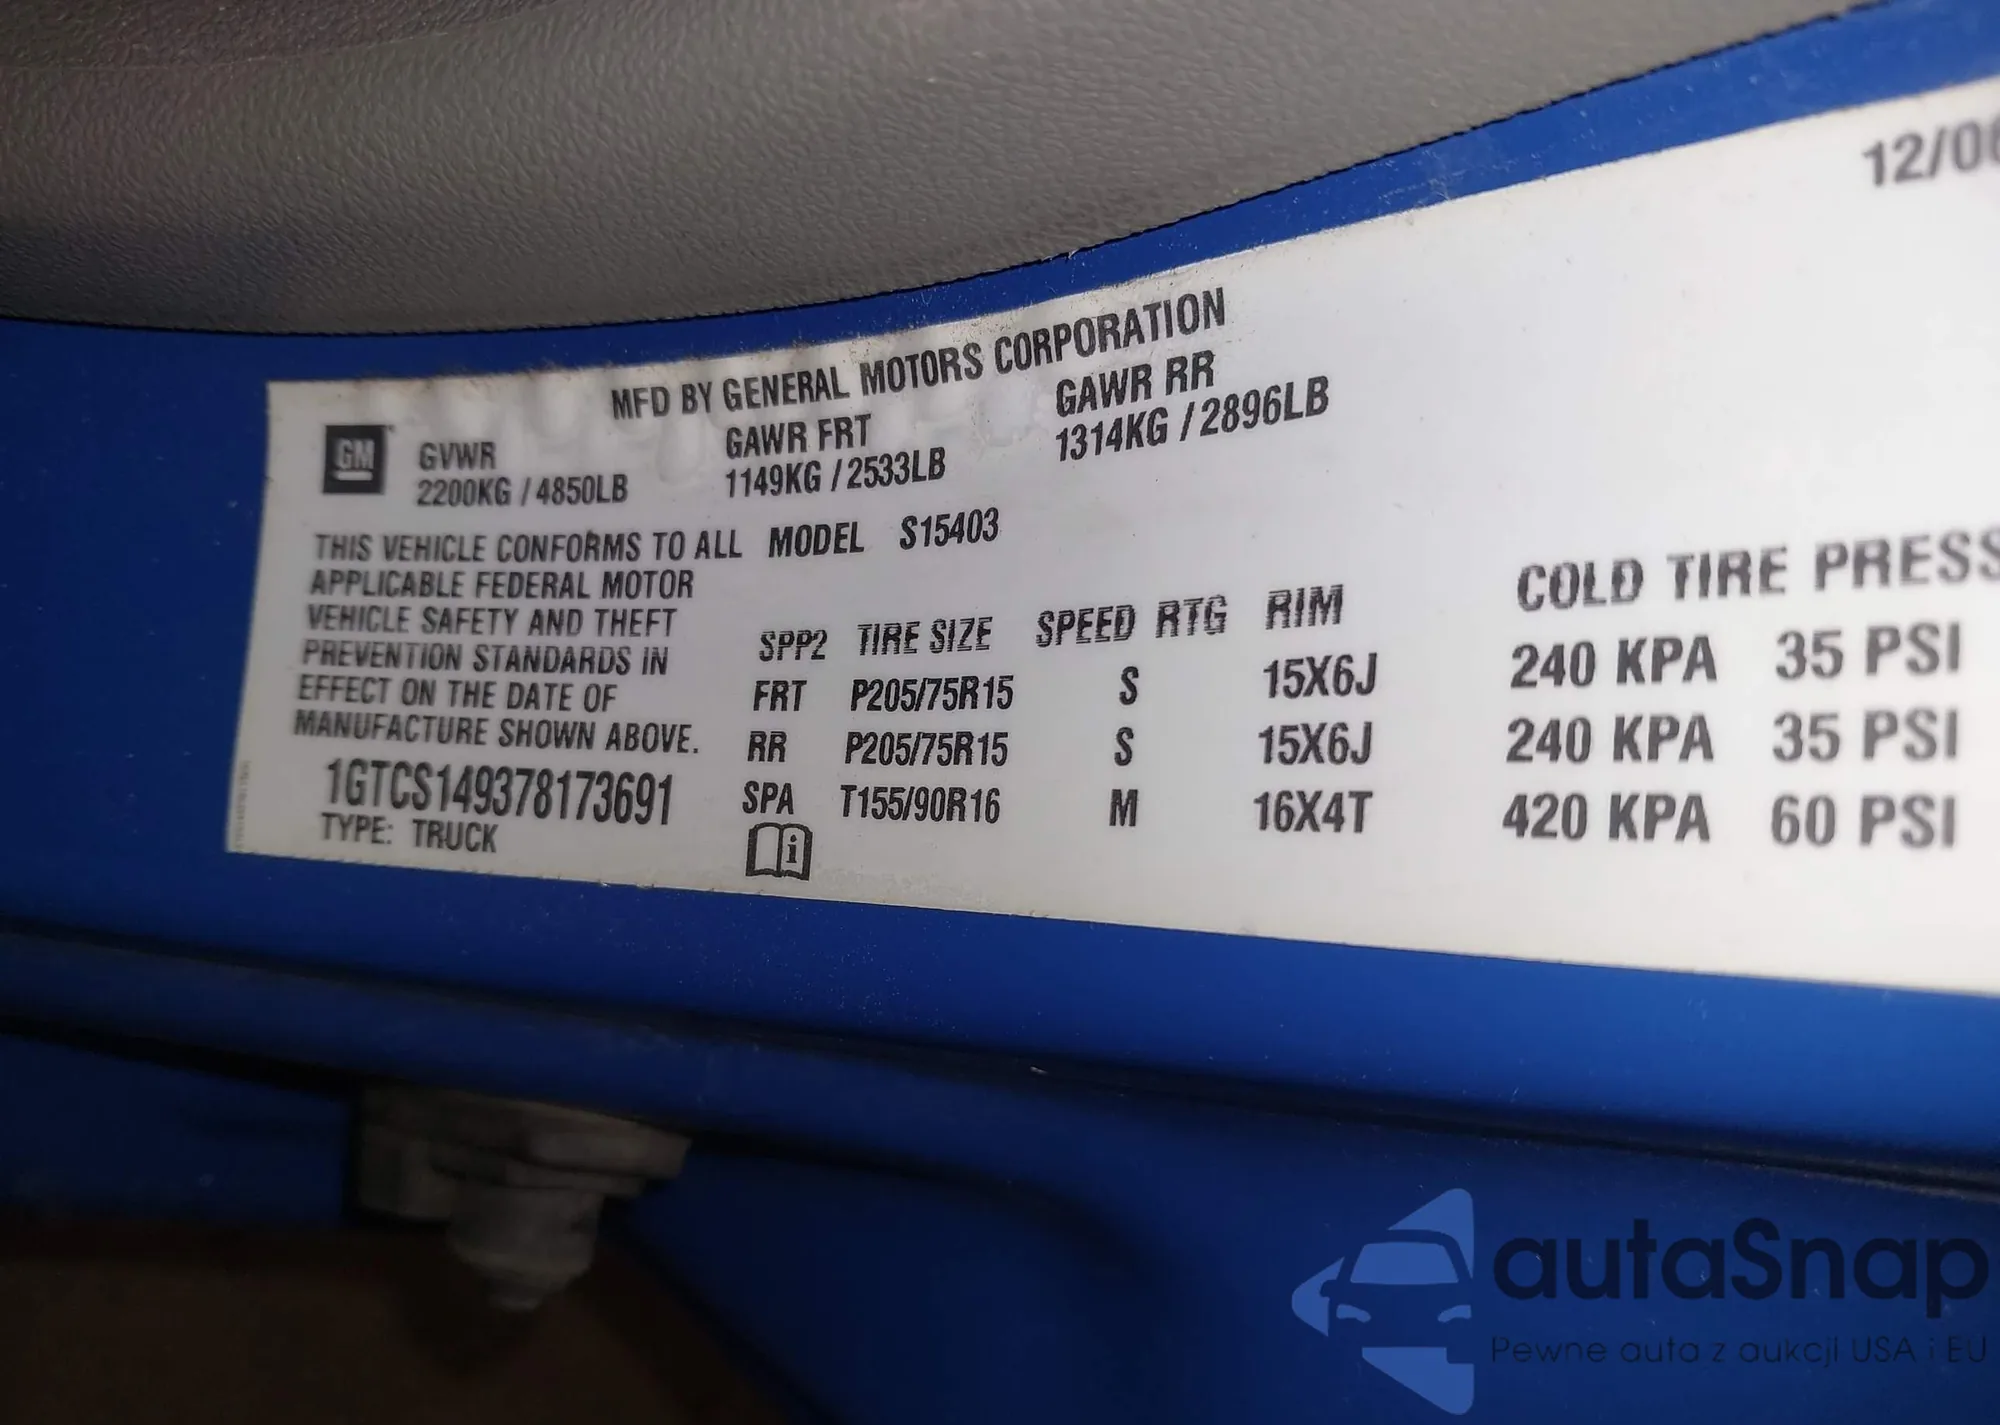 12/06
MFD BY GENERAL MOTORS CORPORATION
GM GVWR GAWR FRT GAWR RR
2200KG / 4850LB 1149KG / 2533LB 1314KG / 2896LB
THIS VEHICLE CONFORMS TO ALL MODEL S15403
APPLICABLE FEDERAL MOTOR
VEHICLE SAFETY AND THEFT
PREVENTION STANDARDS IN
EFFECT ON THE DATE OF
MANUFACTURE SHOWN ABOVE.
1GTCS149378173691
TYPE: TRUCK
SPP2 TIRE SIZE SPEED RTG RIM COLD TIRE PRESS
FRT P205/75R15 S 15X6J 240 KPA 35 PSI
RR P205/75R15 S 15X6J 240 KPA 35 PSI
SPA T155/90R16 M 16X4T 420 KPA 60 PSI
i
autaSnap
Pewne auta z aukcji USA i EU